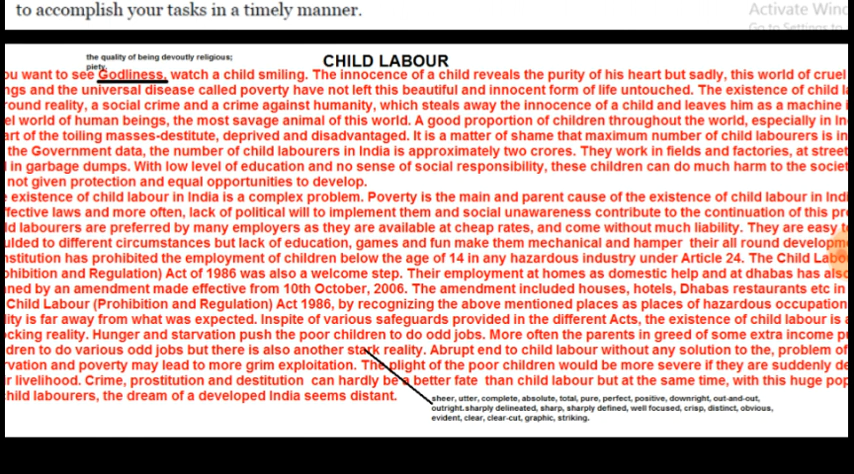 to accomplish your tasks in a timely manner.
Activate Wind
Go to Settings to
the quality of being devoutly religious;
piety.
CHILD LABOUR
ou want to see Godliness, watch a child smiling. The innocence of a child reveals the purity of his heart but sadly, this world of cruel
ngs and the universal disease called poverty have not left this beautiful and innocent form of life untouched. The existence of child l
round reality, a social crime and a crime against humanity, which steals away the innocence of a child and leaves him as a machine i
el world of human beings, the most savage animal of this world. A good proportion of children throughout the world, especially in In
art of the toiling masses-destitute, deprived and disadvantaged. It is a matter of shame that maximum number of child labourers is in
the Government data, the number of child labourers in India is approximately two crores. They work in fields and factories, at street
in garbage dumps. With low level of education and no sense of social responsibility, these children can do much harm to the societ
not given protection and equal opportunities to develop.
existence of child labour in India is a complex problem. Poverty is the main and parent cause of the existence of child labour in Indi
ffective laws and more often, lack of political will to implement them and social unawareness contribute to the continuation of this pr
ld labourers are preferred by many employers as they are available at cheap rates, and come without much liability. They are easy t
ulded to different circumstances but lack of education, games and fun make them mechanical and hamper their all round developm
nstitution has prohibited the employment of children below the age of 14 in any hazardous industry under Article 24. The Child Labo
ohibition and Regulation) Act of 1986 was also a welcome step. Their employment at homes as domestic help and at dhabas has als
ned by an amendment made effective from 10th October, 2006. The amendment included houses, hotels, Dhabas restaurants etc in
Child Labour (Prohibition and Regulation) Act 1986, by recognizing the above mentioned places as places of hazardous occupation
lity is far away from what was expected. Inspite of various safeguards provided in the different Acts, the existence of child labour is a
cking reality. Hunger and starvation push the poor children to do odd jobs. More often the parents in greed of some extra income p
dren to do various odd jobs but there is also another stark reality. Abrupt end to child labour without any solution to the, problem of
rvation and poverty may lead to more grim exploitation. The plight of the poor children would be more severe if they are suddenly de
r livelihood. Crime, prostitution and destitution can hardly be a better fate than child labour but at the same time, with this huge pop
hild labourers, the dream of a developed India seems distant.
sheer, utter, complete, absolute, total, pure, perfect, positive, downright, out-and-out,
outright.sharply delineated, sharp, sharply defined, well focused, crisp, distinct, obvious,
evident, clear, clear-cut, graphic, striking.